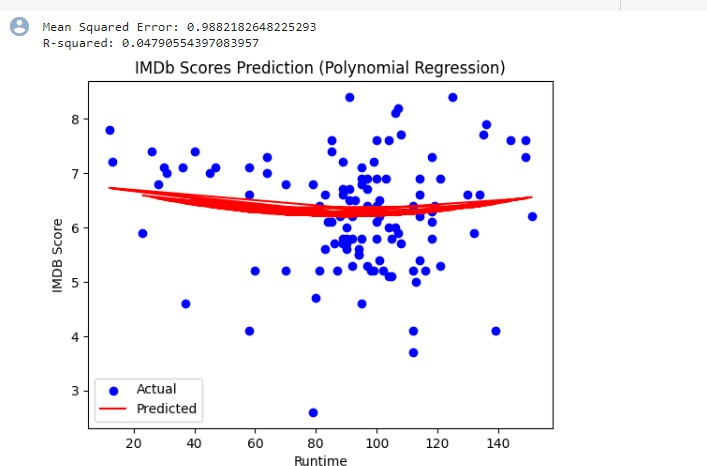 Mean Squared Error: 0.9882182648225293
R-squared: 0.04790554397083957
IMDb Scores Prediction (Polynomial Regression)
IMDB Score
8
7
6
5
4
3
Actual
Predicted
20 40 60 80 100 120 140
Runtime